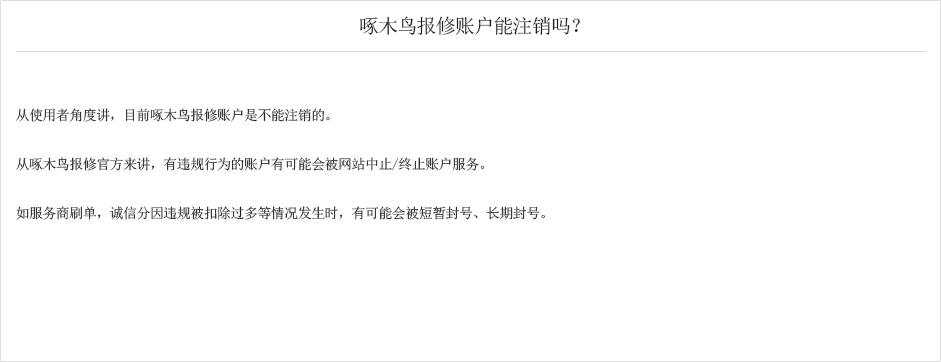 啄木鸟报修账户能注销吗？
从使用者角度讲，目前啄木鸟报修账户是不能注销的。
从啄木鸟报修官方来讲，有违规行为的账户有可能会被网站中止/终止账户服务。
如服务商刷单，诚信分因违规被扣除过多等情况发生时，有可能会被短暂封号、长期封号。